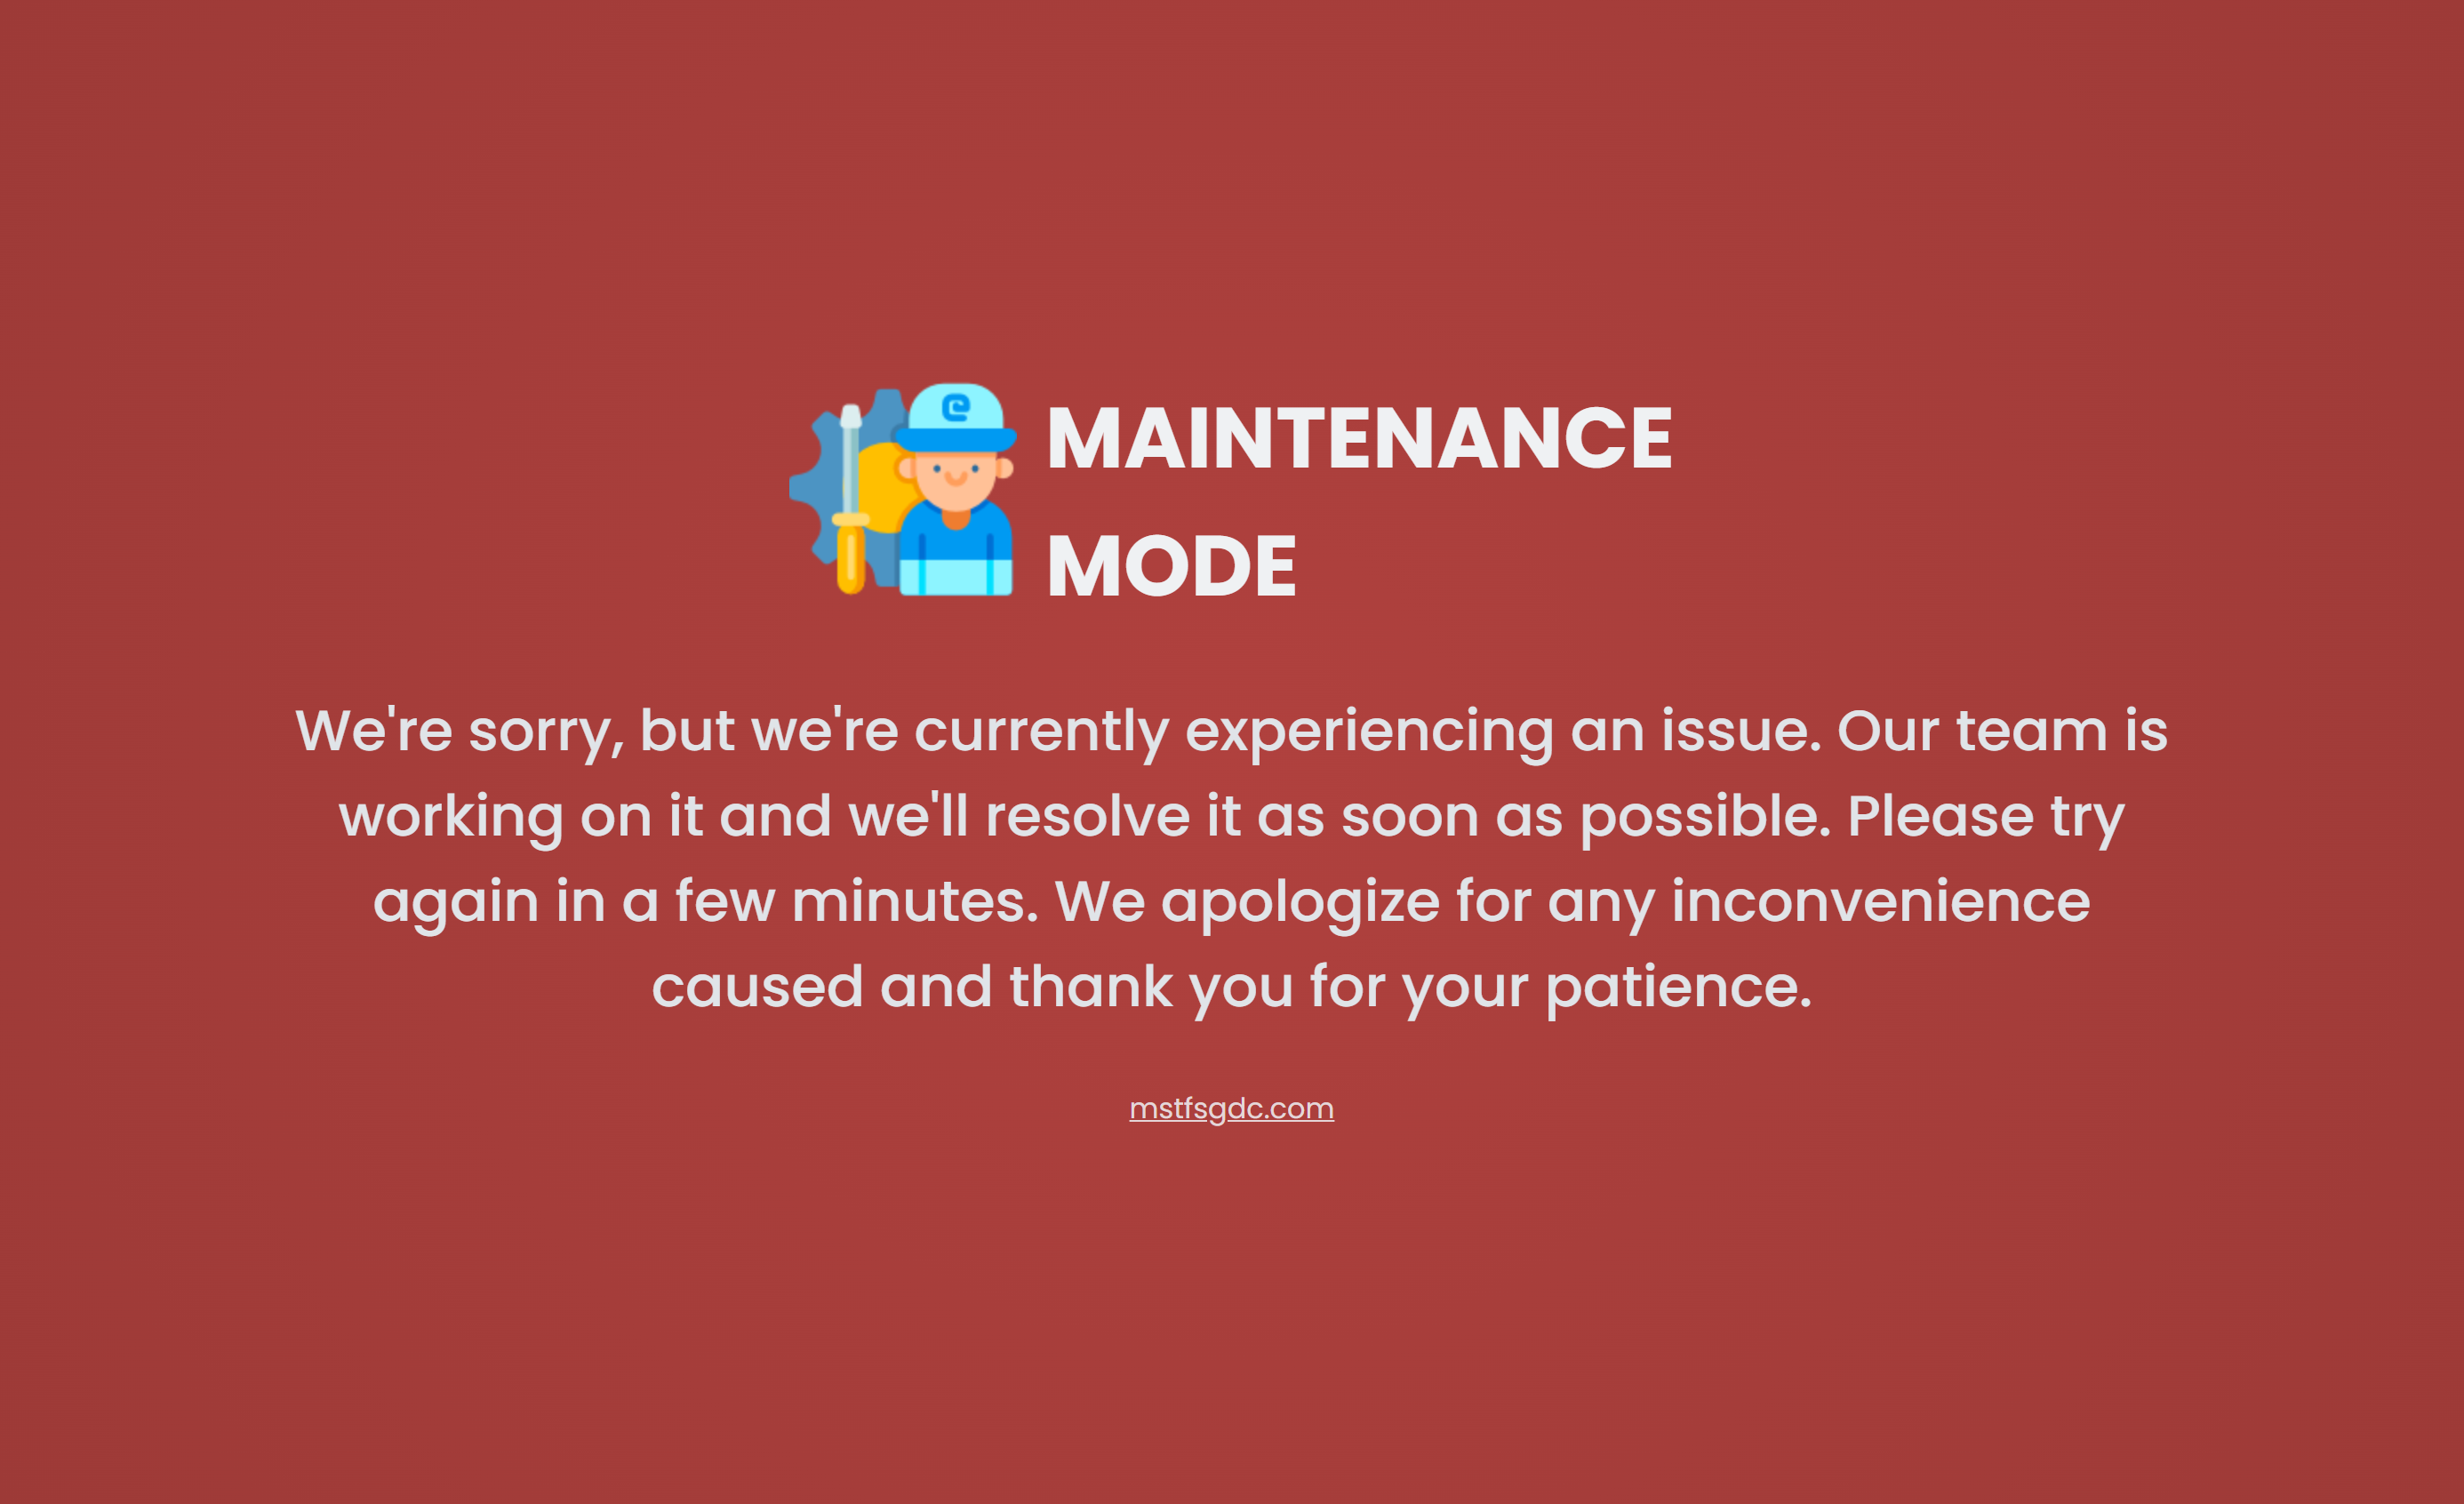 MAINTENANCE
MODE
We're sorry, but we're currently experiencing an issue. Our team is
working on it and we'll resolve it as soon as possible. Please try
again in a few minutes. We apologize for any inconvenience
caused and thank you for your patience.
mstfsgdc.com